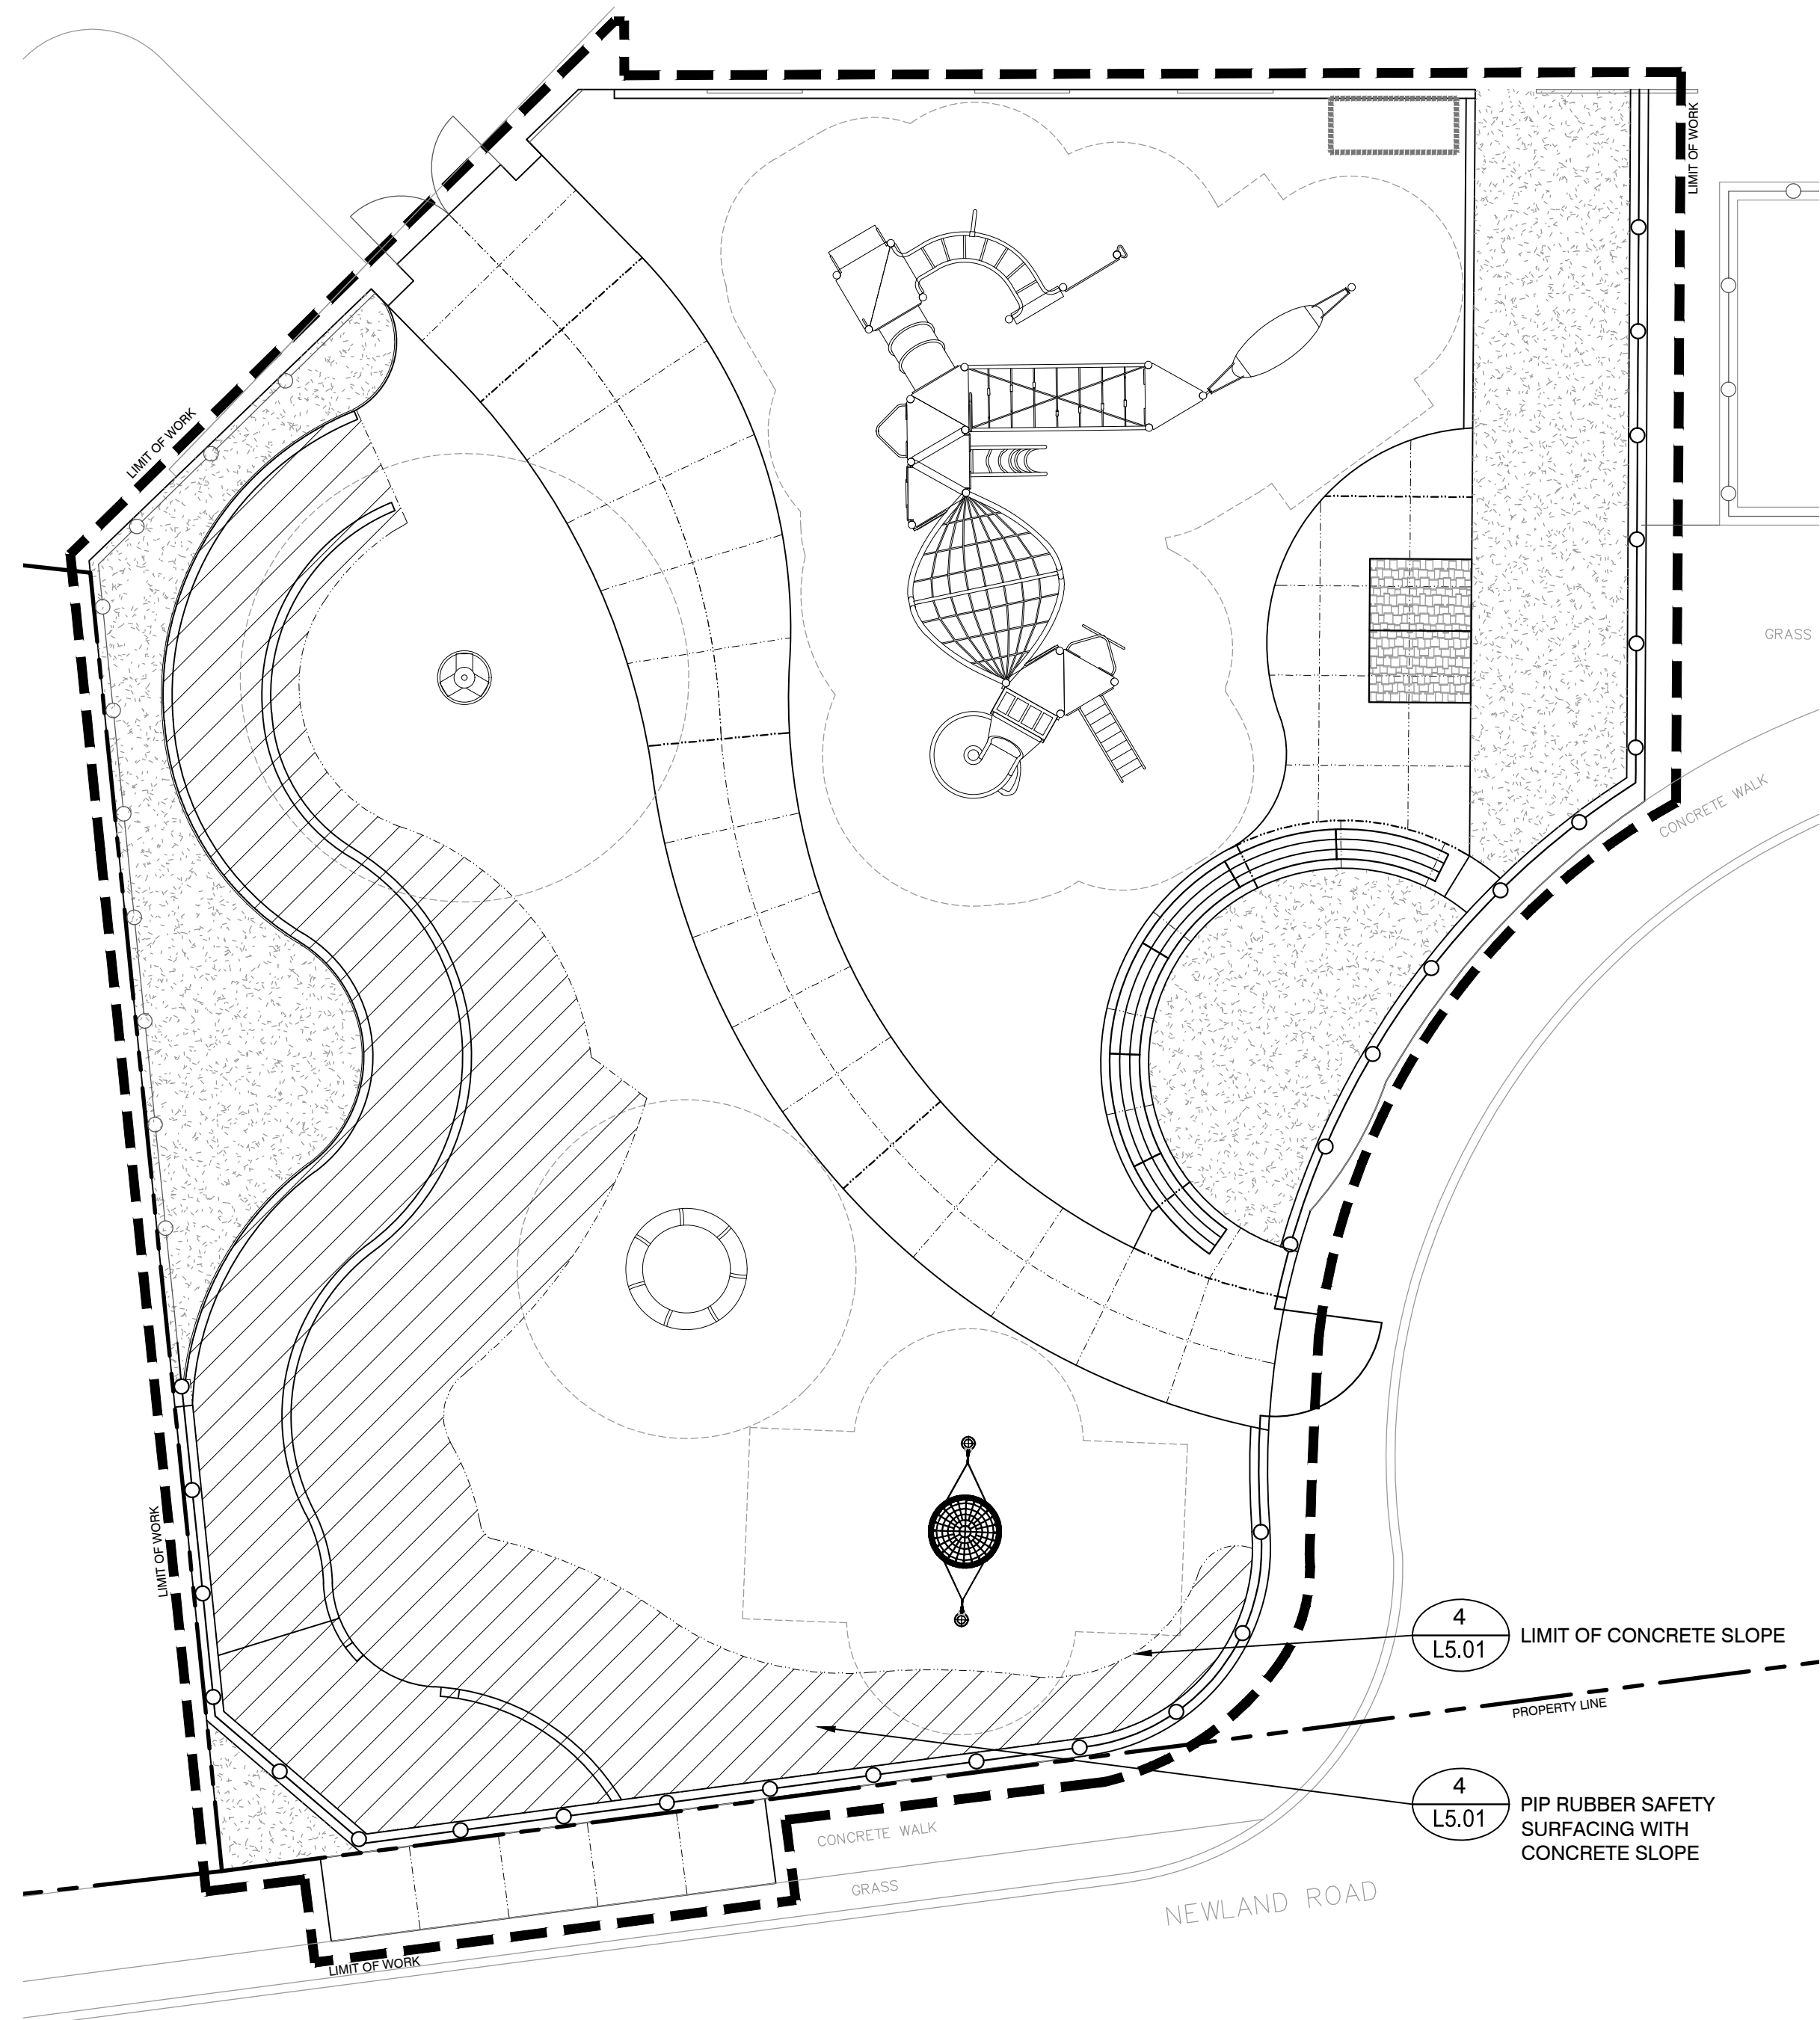 LIMIT OF WORK
LIMIT OF WORK
GRASS
CONCRETE WALK
LIMIT OF WORK
4
L5.01
LIMIT OF CONCRETE SLOPE
PROPERTY LINE
4
L5.01
PIP RUBBER SAFETY
SURFACING WITH
CONCRETE SLOPE
CONCRETE WALK
GRASS
NEWLAND ROAD
LIMIT OF WORK